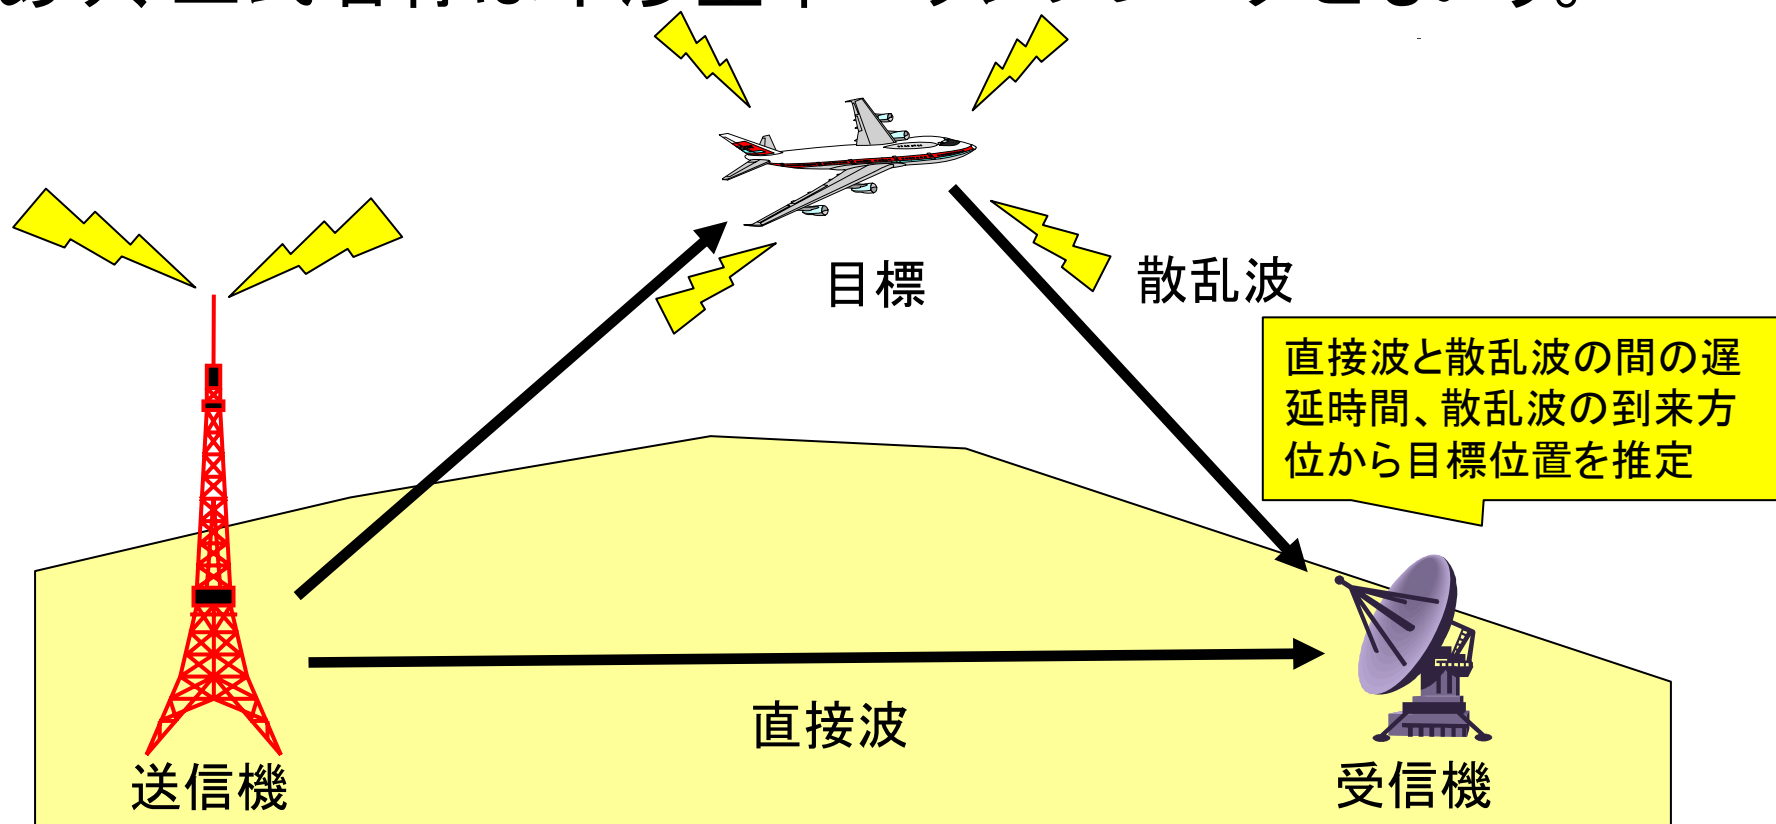 目標
散乱波
直接波と散乱波の間の遅
延時間、散乱波の到来方
位から目標位置を推定
直接波
送信機
受信機